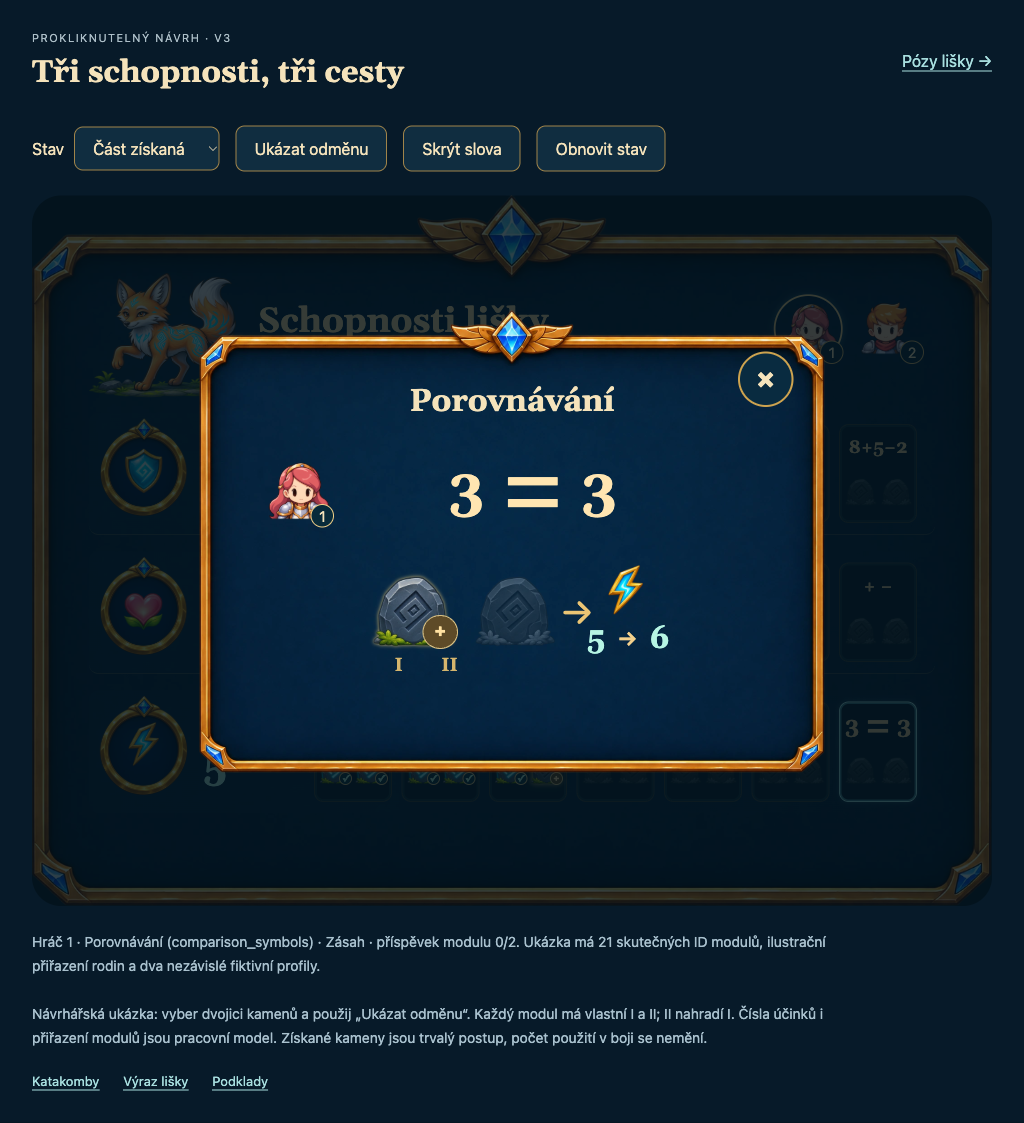 PROKLIKNUTELNÝ NÁVRH · V3
Tři schopnosti, tři cesty
Pózy lišky →
Stav
Část získaná
Ukázat odměnu
Skrýt slova
Obnovit stav
Schopnosti lišky
1
2
Porovnávání
8+5−2
1
3 = 3
+ −
+
→
5 → 6
I
II
5
3 = 3
Hráč 1 · Porovnávání (comparison_symbols) · Zásah · příspěvek modulu 0/2. Ukázka má 21 skutečných ID modulů, ilustrační
přiřazení rodin a dva nezávislé fiktivní profily.
Návrhářská ukázka: vyber dvojici kamenů a použij „Ukázat odměnu“. Každý modul má vlastní I a II; II nahradí I. Čísla účinků i
přiřazení modulů jsou pracovní model. Získané kameny jsou trvalý postup, počet použití v boji se nemění.
Katakomby
Výraz lišky
Podklady